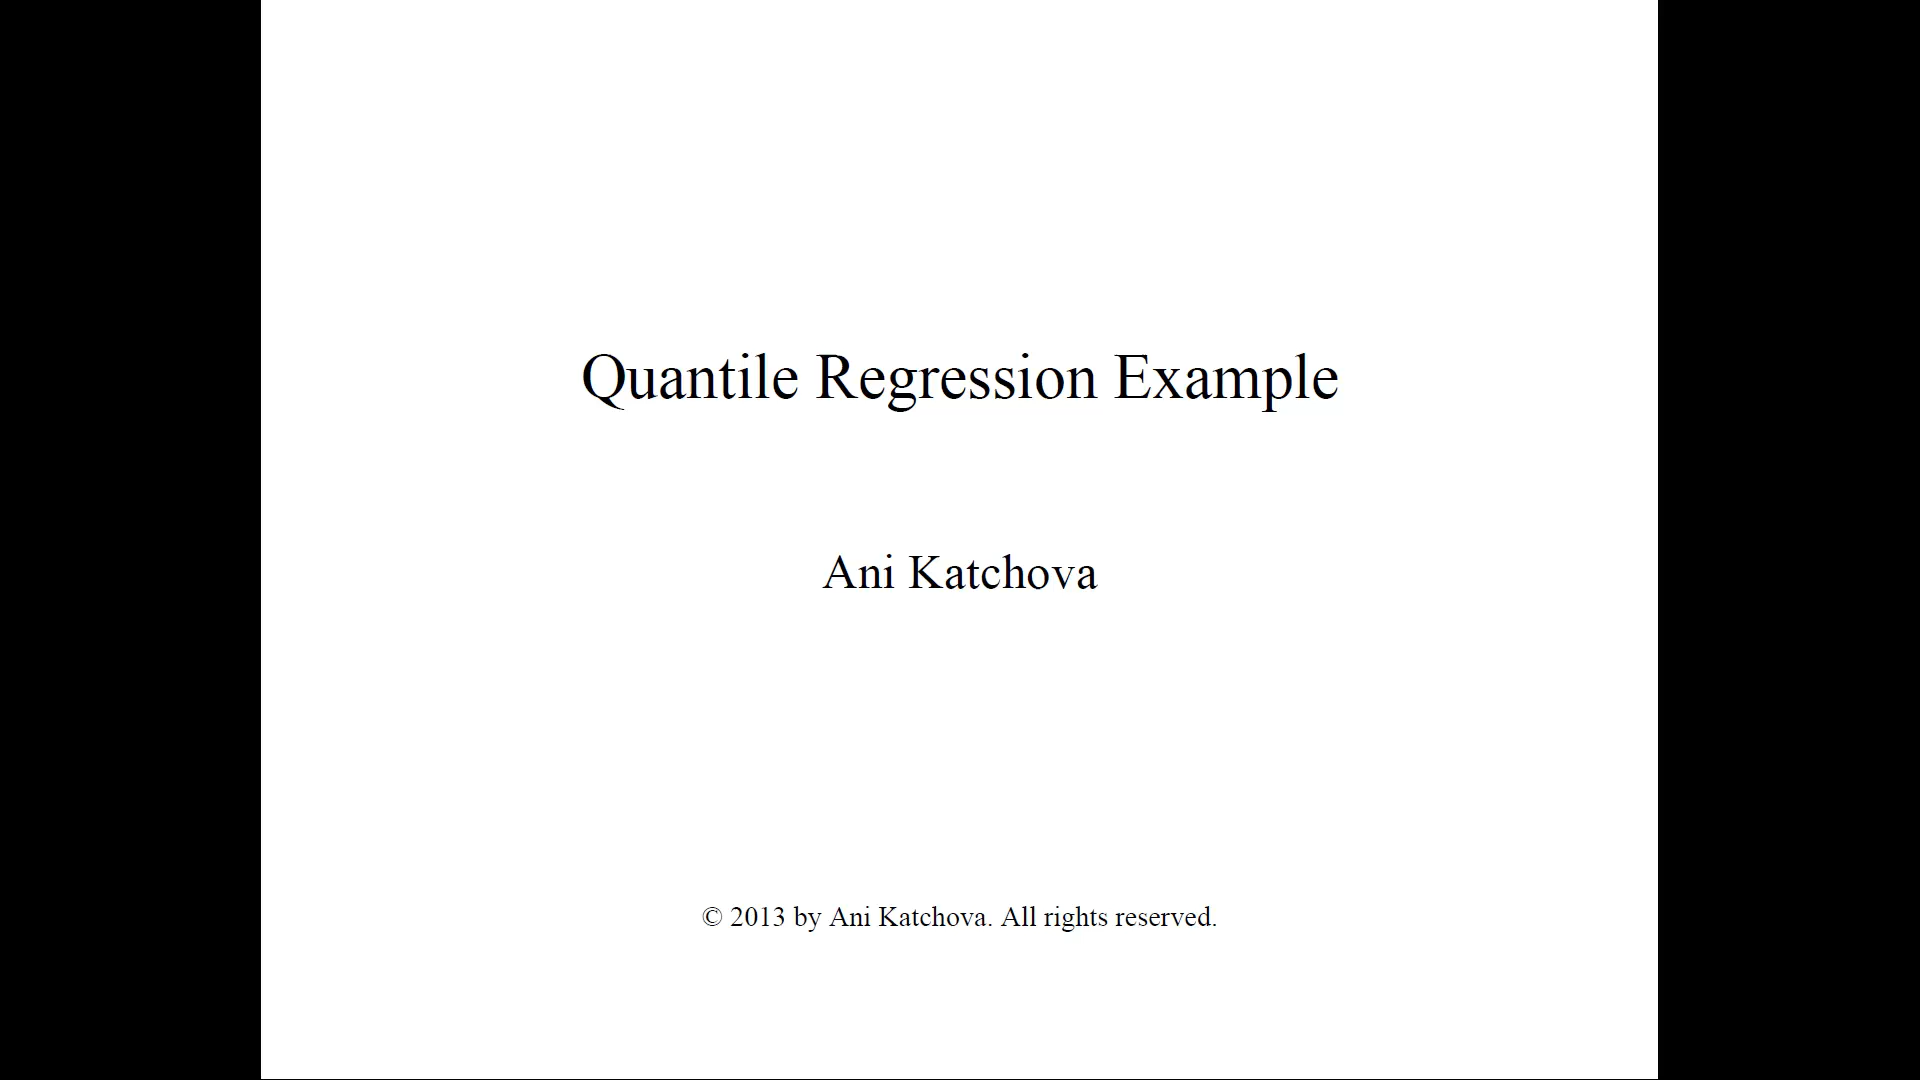 Quantile Regression Example
Ani Katchova
© 2013 by Ani Katchova. All rights reserved.